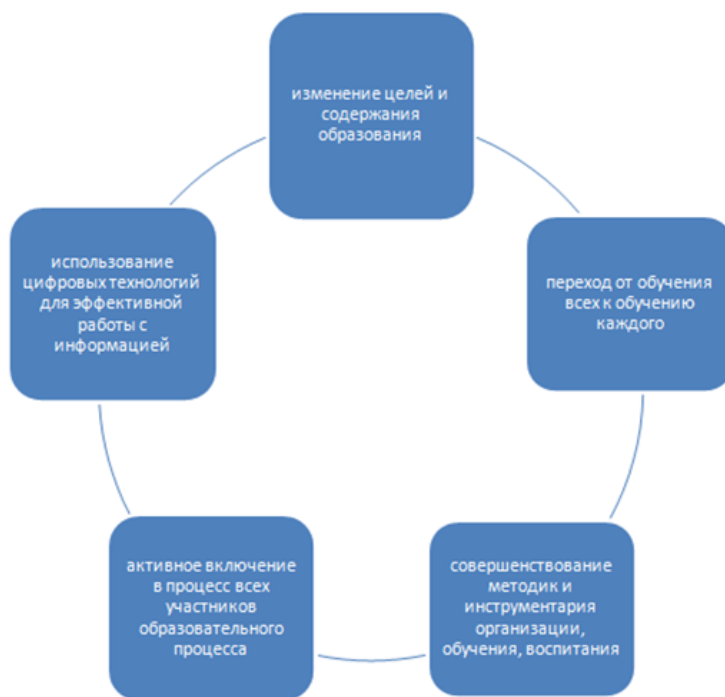 изменение целей и
содержания
образования
переход от обучения
всех к обучению
каждого
совершенствование
методик и
инструментария
организации,
обучения, воспитания
активное включение
в процесс всех
участников
образовательного
процесса
использование
цифровых технологий
для эффективной
работы с
информацией